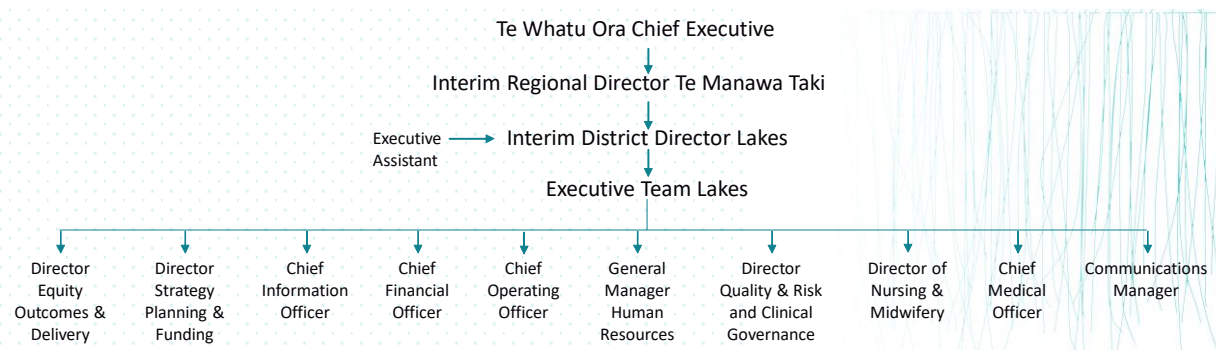 Te Whatu Ora Chief Executive
Interim Regional Director Te Manawa Taki
Executive
Assistant
Interim District Director Lakes
Executive Team Lakes
Director
Equity
Outcomes &
Delivery
Director
Strategy
Planning &
Funding
Chief
Information
Officer
Chief
Financial
Officer
Chief
Operating
Officer
General
Manager
Human
Resources
Director
Quality & Risk
and Clinical
Governance
Director of
Nursing &
Midwifery
Chief
Medical
Officer
Communications
Manager